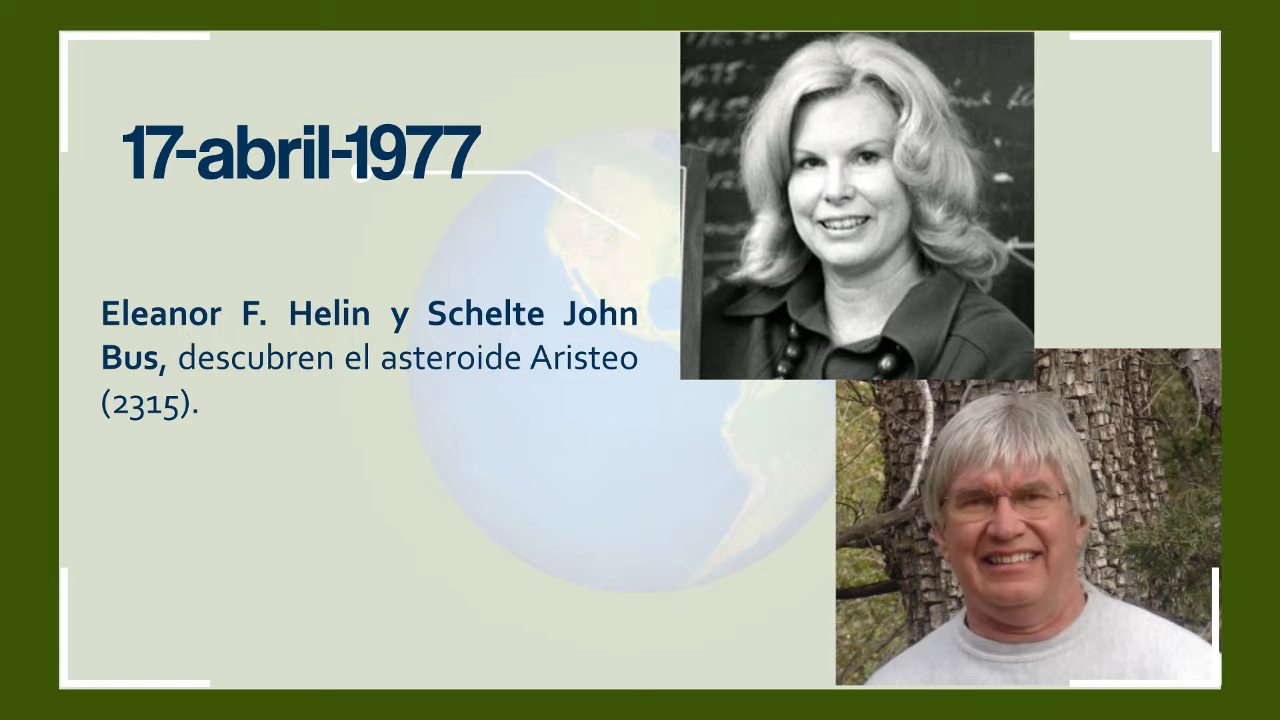 17-abril-1977
Eleanor F. Helin y Schelte John
Bus, descubren el asteroide Aristeo
(2315).